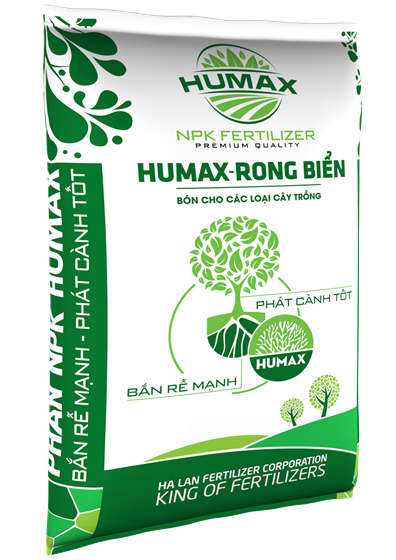 HUMAX
NPK FERTILIZER
PREMIUM QUALITY
HUMAX-RONG BIỂN
BÓN CHO CÁC LOẠI CÂY TRỒNG
PHÁT CÀNH TỐT
HUMAX
BẮN RỄ MẠNH
HA LAN FERTILIZER CORPORATION
KING OF FERTILIZERS
PHÂN NPK HUMAX
BẮN RỄ MẠNH - PHÁT CÀNH TỐT